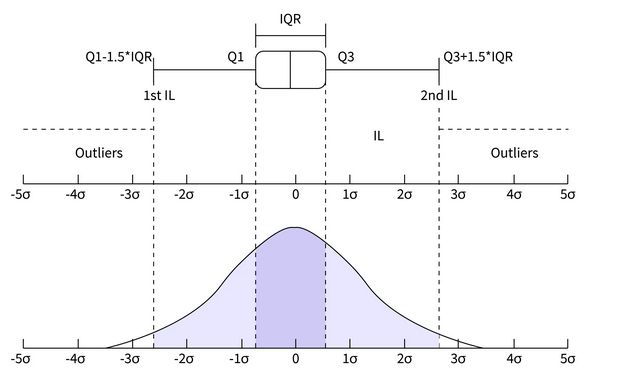 IQR
Q1-1.5*IQR Q1 Q3 Q3+1.5*IQR
1st IL 2nd IL
IL
Outliers Outliers
-5σ -4σ -3σ -2σ -1σ 0 1σ 2σ 3σ 4σ 5σ
-5σ -4σ -3σ -2σ -1σ 0 1σ 2σ 3σ 4σ 5σ